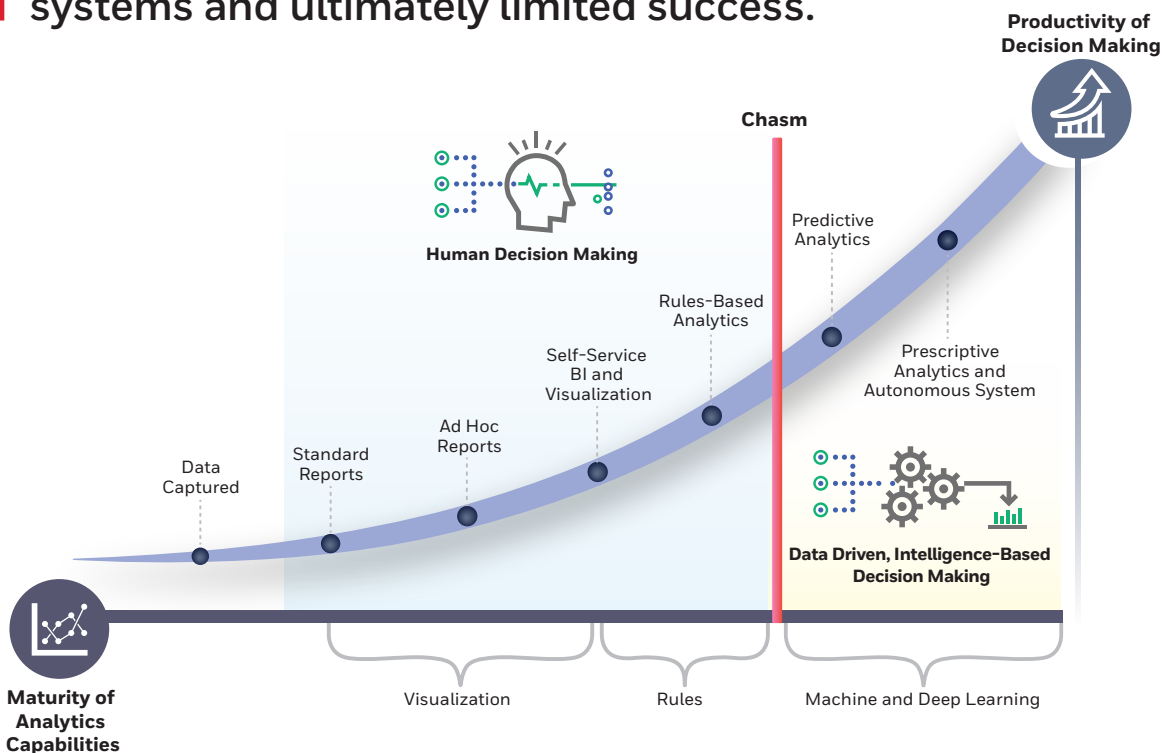 systems and ultimately limited success.
Productivity of
Decision Making
Chasm
Human Decision Making
Predictive
Analytics
Rules-Based
Analytics
Self-Service
BI and
Visualization
Prescriptive
Analytics and
Autonomous System
Ad Hoc
Reports
Standard
Reports
Data
Captured
Data Driven, Intelligence-Based
Decision Making
Maturity of
Analytics
Capabilities
Visualization
Rules
Machine and Deep Learning